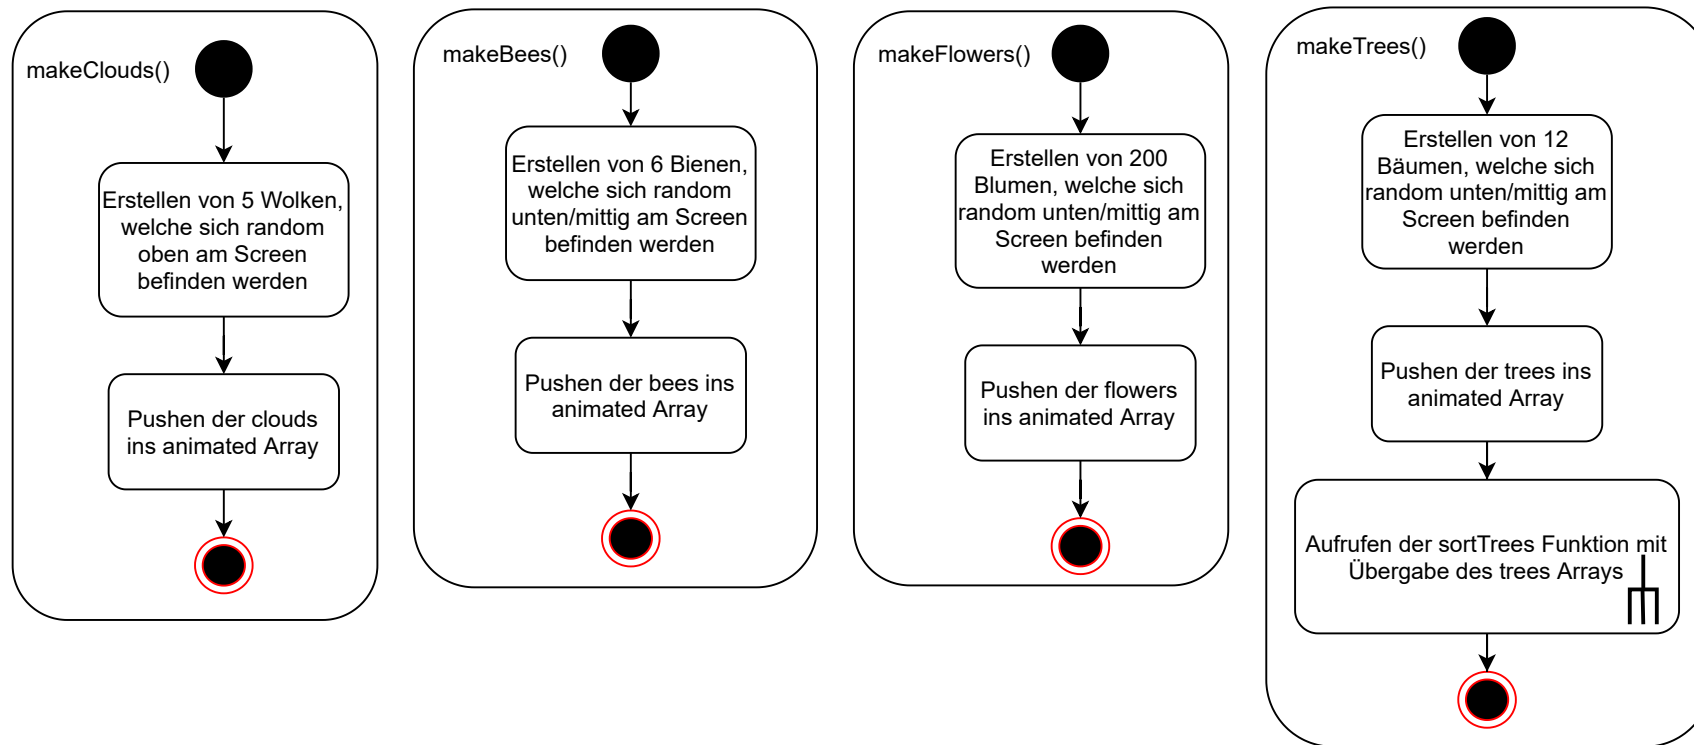 makeClouds()
Erstellen von 5 Wolken,
welche sich random
oben am Screen
befinden werden
Pushen der clouds
ins animated Array
makeBees()
Erstellen von 6 Bienen,
welche sich random
unten/mittig am Screen
befinden werden
Pushen der bees ins
animated Array
makeFlowers()
Erstellen von 200
Blumen, welche sich
random unten/mittig am
Screen befinden
werden
Pushen der flowers
ins animated Array
makeTrees()
Erstellen von 12
Bäumen, welche sich
random unten/mittig am
Screen befinden
werden
Pushen der trees ins
animated Array
Aufrufen der sortTrees Funktion mit
Übergabe des trees Arrays